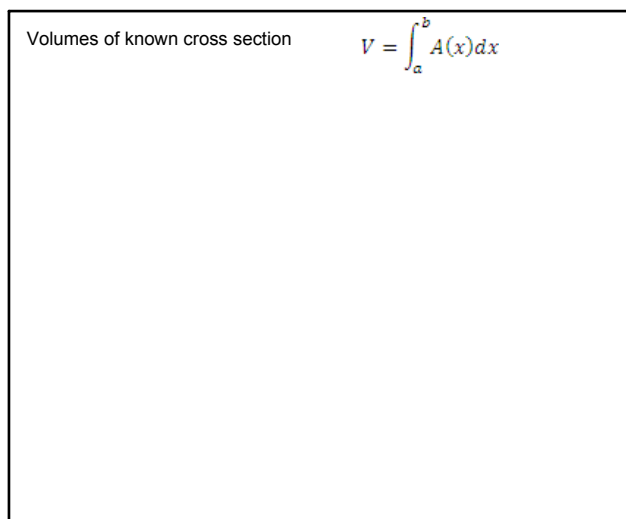 Volumes of known cross section V = ∫_a^b A(x)dx